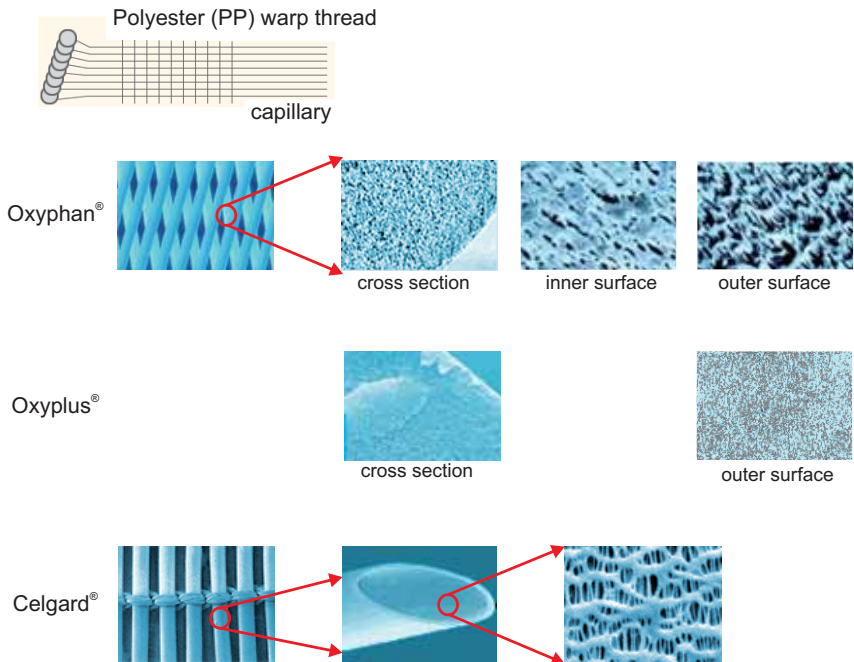 Polyester (PP) warp thread
capillary
Oxyphan®
cross section
inner surface
outer surface
Oxyplus®
cross section
outer surface
Celgard®